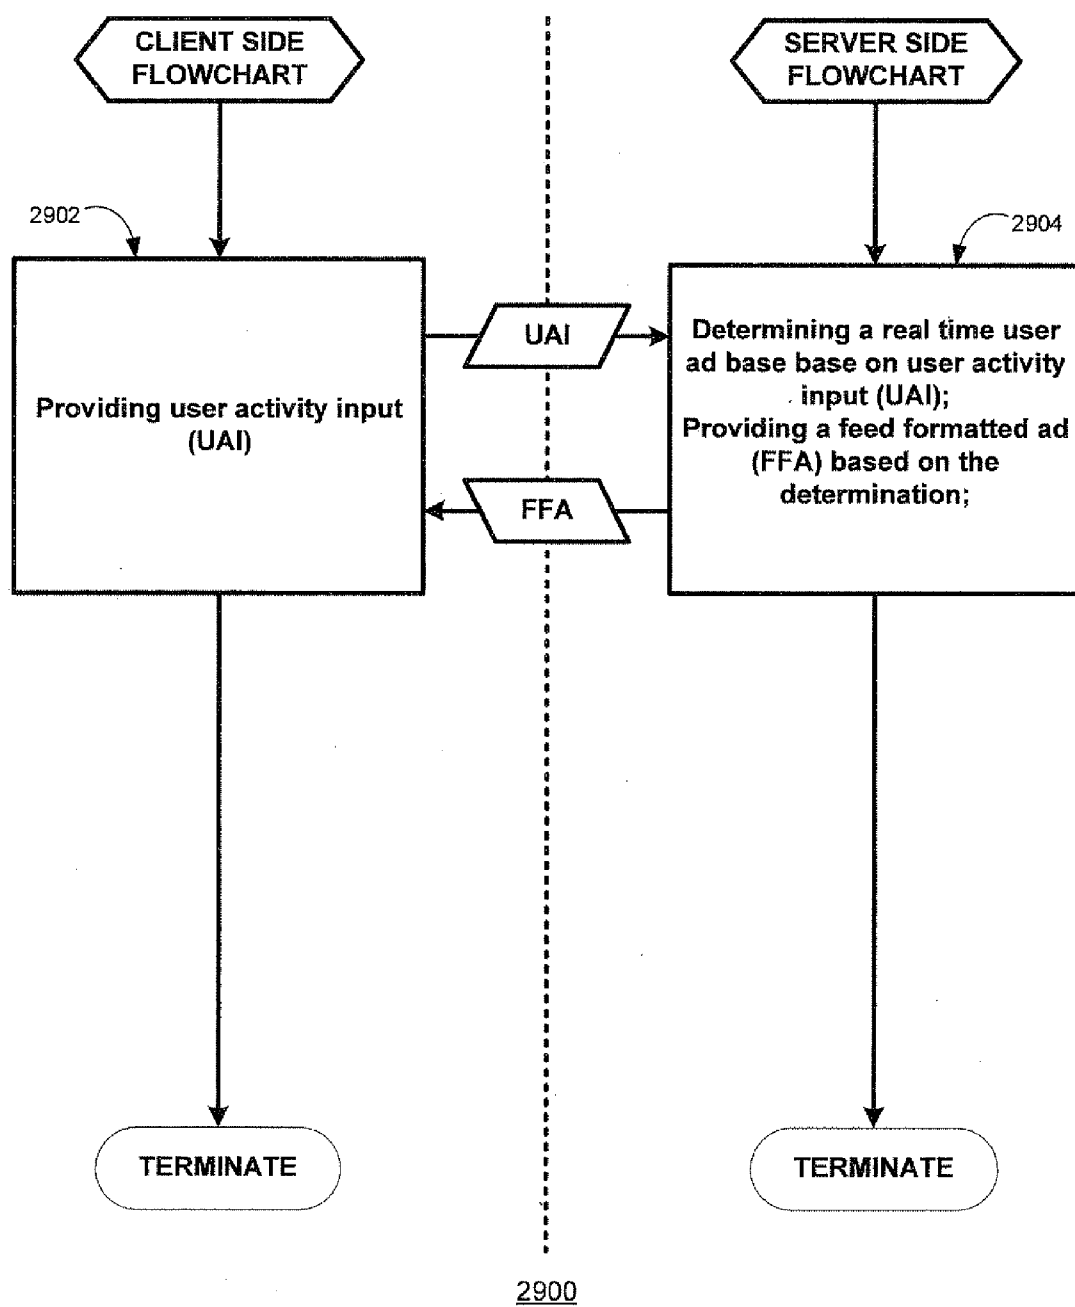 CLIENT SIDE
FLOWCHART
SERVER SIDE
FLOWCHART
2902
2904
Providing user activity input
(UAI)
UAI
FFA
Determining a real time user
ad base base on user activity
input (UAI);
Providing a feed formatted ad
(FFA) based on the
determination;
TERMINATE
TERMINATE
2900